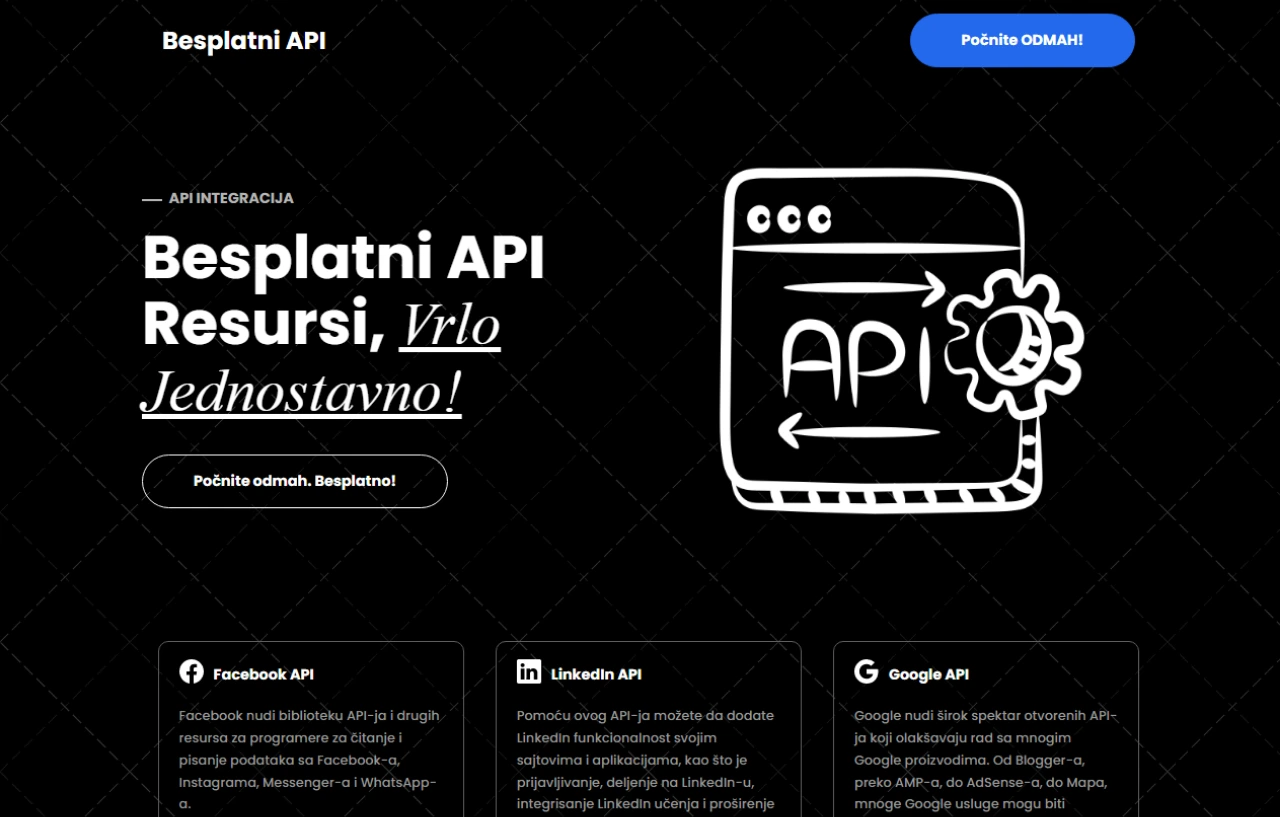 Besplatni API
Počnite ODMAH!
API INTEGRACIJA
Besplatni API
Resursi, Vrlo
Jednostavno!
Počnite odmah. Besplatno!
API
Facebook API
Facebook nudi biblioteku API-ja i drugih
resursa za programere za čitanje i
pisanje podataka sa Facebook-a,
Instagrama, Messenger-a i WhatsApp-
a.
LinkedIn API
Pomoću ovog API-ja možete da dodate
LinkedIn funkcionalnost svojim
sajtovima i aplikacijama, kao što je
prijavljivanje, deljenje na LinkedIn-u,
integrisanje LinkedIn učenja i proširenje
Google API
Google nudi širok spektar otvorenih API-
ja koji olakšavaju rad sa mnogim
Google proizvodima. Od Blogger-a,
preko AMP-a, do AdSense-a, do Mapa,
mnoge Google usluge mogu biti